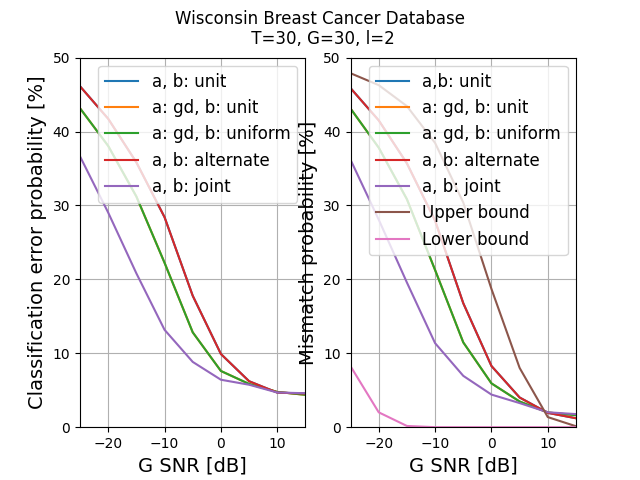 Wisconsin Breast Cancer Database
T=30, G=30, l=2
Classification error probability [%]
50
40
30
20
10
0
−20
−10
0
10
G SNR [dB]
a, b: unit
a: gd, b: unit
a: gd, b: uniform
a, b: alternate
a, b: joint
Mismatch probability [%]
50
40
30
20
10
0
−20
−10
0
10
G SNR [dB]
a,b: unit
a: gd, b: unit
a: gd, b: uniform
a, b: alternate
a, b: joint
Upper bound
Lower bound